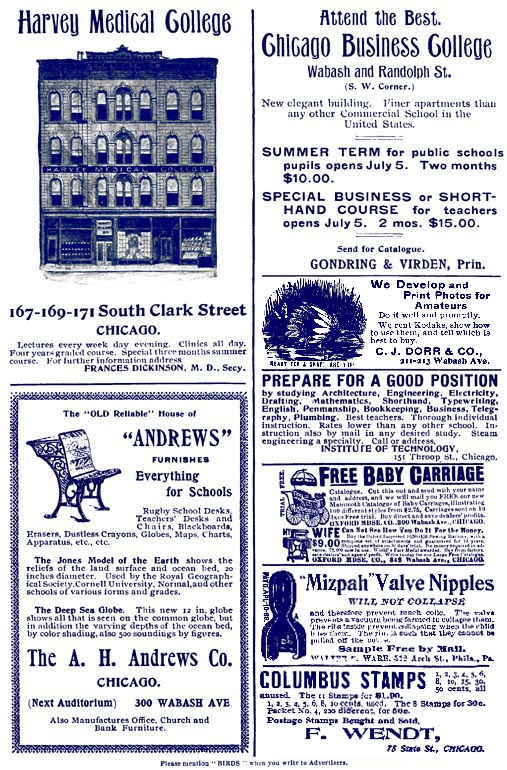 Harvey Medical College
HARVEY MEDICAL COLLEGE
167-169-171 South Clark Street
CHICAGO.
Lectures every week day evening. Clinics all day.
Four years graded course. Special three months summer
course. For further information address
FRANCES DICKINSON, M. D., Secy.
The "OLD Reliable" House of
"ANDREWS"
FURNISHES
Everything
for Schools
Rugby School Desks,
Teachers' Desks and
Chairs, Blackboards,
Erasers, Dustless Crayons, Globes, Maps, Charts,
Apparatus, etc., etc.
The Jones Model of the Earth shows the
reliefs of the land surface and ocean bed, 20
inches diameter. Used by the Royal Geograph-
ical Society, Cornell University, Normal, and other
schools of various forms and grades.
The Deep Sea Globe. This new 12 in. globe
shows all that is seen on the common globe, but
in addition the varying depths of the ocean bed,
by color shading, also 500 soundings by figures.
The A. H. Andrews Co.
CHICAGO.
(Next Auditorium) 300 WABASH AVE.
Also Manufactures Office, Church and
Bank Furniture.
Attend the Best.
Chicago Business College
Wabash and Randolph St.
(S. W. Corner.)
New elegant building. Finer apartments than
any other Commercial School in the
United States.
SUMMER TERM for public schools
pupils opens July 5. Two months
$10.00.
SPECIAL BUSINESS or SHORT-
HAND COURSE for teachers
opens July 5. 2 mos. $15.00.
Send for Catalogue.
GONDRING & VIRDEN, Prin.
We Develop and
Print Photos for
Amateurs
Do it well and promptly.
We rent Kodaks, show how
to use them, and tell which is
best to buy.
C. J. DORR & CO.,
211-213 Wabash Ave.
READY FOR A SNAP! ARE YOU?
PREPARE FOR A GOOD POSITION
by studying Architecture, Engineering, Electricity,
Drafting, Mathematics, Shorthand, Typewriting,
English, Penmanship, Bookkeeping, Business, Teleg-
raphy, Plumbing. Best teachers. Thorough individual
instruction. Rates lower than any other school. In-
struction also by mail in any desired study. Steam
engineering a specialty. Call or address,
INSTITUTE OF TECHNOLOGY,
151 Throop St., Chicago.
FREE BABY CARRIAGE
Catalogue. Cut this out and send with your name
and address, and we will mail you FREE our new
Mammoth Catalogue of Baby Carriages, illustrating
100 different styles from $2.75. Carriages sent on 10
days Free trial. Buy direct and save dealers' profits.
OXFORD MDSE. CO. 300 Wabash Ave., CHICAGO.
MY WIFE Can Not See How You Do It For the Money.
$9.00
OXFORD MDSE. CO., 342 Wabash Ave., CHICAGO.
"Mizpah" Valve Nipples
WILL NOT COLLAPSE
and therefore prevent much colic. The valve
prevents a vacuum being formed to collapse them.
The ribs inside prevent collapsing when the child
bites them. The rim is such that they cannot be
pulled off the bottle.
Sample Free by Mail.
WALTER F. WARE, 512 Arch St., Phila., Pa.
COLUMBUS STAMPS 1, 2, 3, 4, 5, 6,
8, 10, 15, 30,
50 cents, all
unused. The 11 Stamps for $1.90.
1, 2, 3, 4, 5, 6, 8, 10 cents, used. The 8 Stamps for 30c.
Packet No. 4, 200 different, for 50c.
Postage Stamps Bought and Sold,
F. WENDT,
75 State St., CHICAGO.
Please mention "BIRDS" when you write to Advertisers.